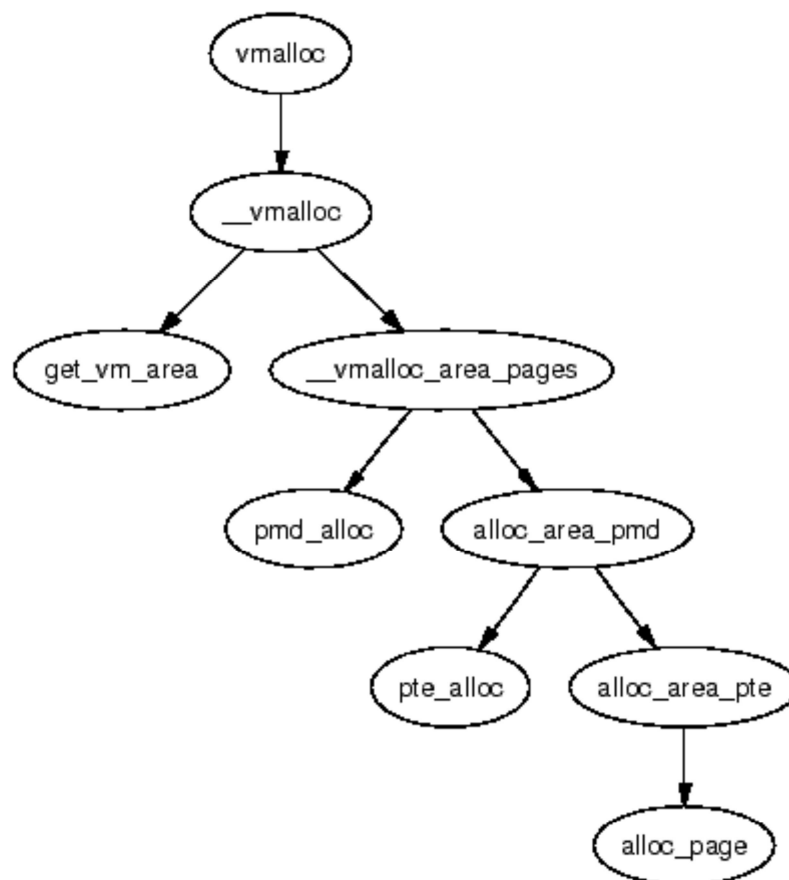 vmalloc
__vmalloc
get_vm_area
__vmalloc_area_pages
pmd_alloc
alloc_area_pmd
pte_alloc
alloc_area_pte
alloc_page